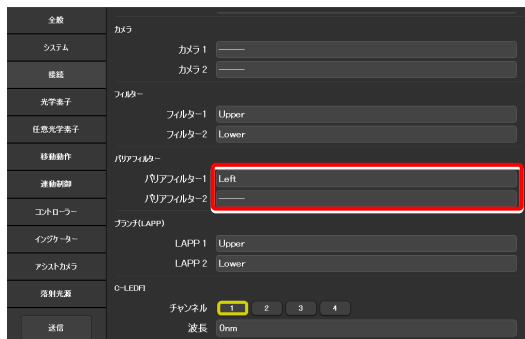 全般
システム
接続
光学素子
任意光学素子
移動動作
連動制御
コントローラー
インジケーター
アシストカメラ
落射光源
送信
カメラ
カメラ1 ———
カメラ2 ———
フィルター
フィルター1 Upper
フィルター2 Lower
バリアフィルター
バリアフィルター1 Left
バリアフィルター2 ———
ブランチ(LAPP)
LAPP 1 Upper
LAPP 2 Lower
C-LEDFI
チャンネル 1 2 3 4
波長 0nm